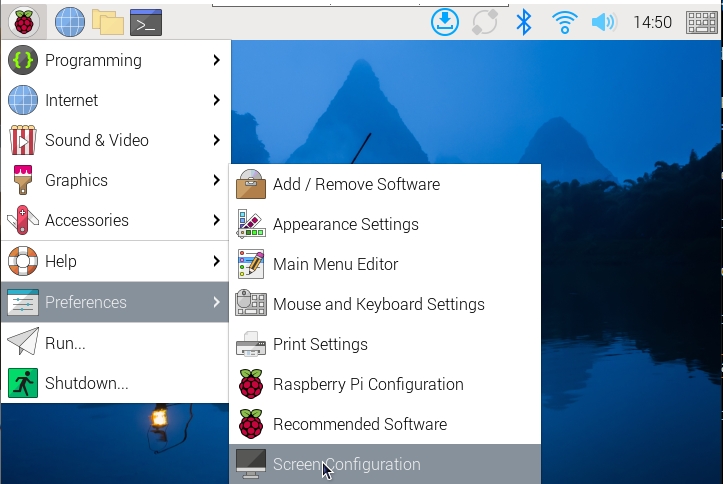 14:50
Programming
Internet
Sound & Video
Graphics
Accessories
Help
Preferences
Run...
Shutdown...
Add / Remove Software
Appearance Settings
Main Menu Editor
Mouse and Keyboard Settings
Print Settings
Raspberry Pi Configuration
Recommended Software
Screen Configuration